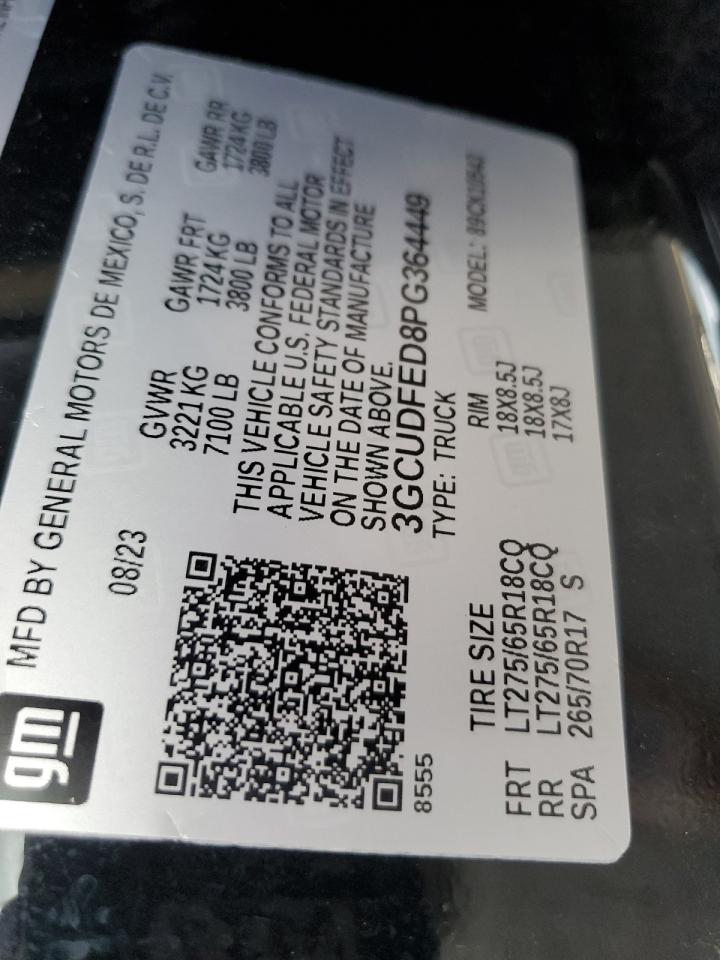 gm
MFD BY GENERAL MOTORS DE MEXICO, S. DE R.L. DE C.V.
08/23
GVWR GAWR FRT GAWR RR
3221 KG 1724 KG 1724 KG
7100 LB 3800 LB 3800 LB
THIS VEHICLE CONFORMS TO ALL
APPLICABLE U.S. FEDERAL MOTOR
VEHICLE SAFETY STANDARDS IN EFFECT
ON THE DATE OF MANUFACTURE
SHOWN ABOVE.
3GCUDFED8PG364449
TYPE: TRUCK
8555
TIRE SIZE RIM MODEL:
FRT LT275/65R18CQ 18X8.5J
RR LT275/65R18CQ 18X8.5J
SPA 265/70R17 S 17X8J